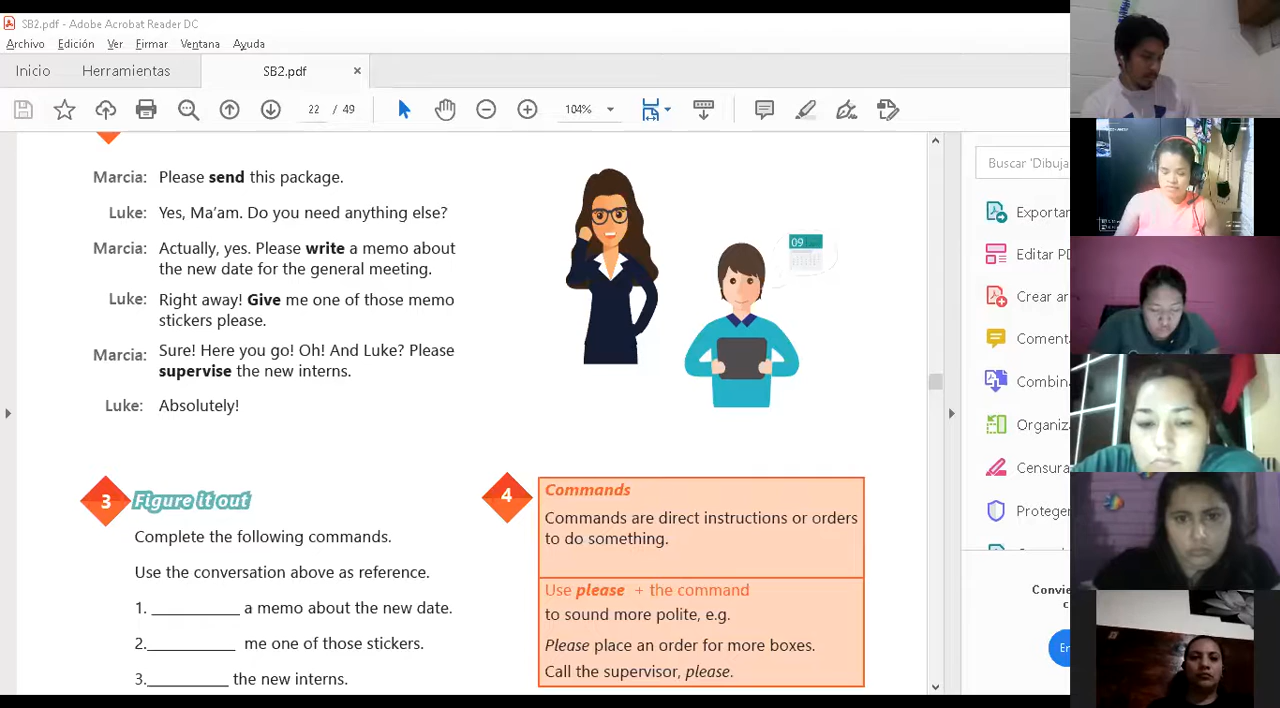 SB2.pdf - Adobe Acrobat Reader DC
Archivo Edición Ver Firmar Ventana Ayuda
Inicio Herramientas SB2.pdf ×
22 / 49 104%
Marcia: Please send this package.
Luke: Yes, Ma'am. Do you need anything else?
Marcia: Actually, yes. Please write a memo about
the new date for the general meeting.
Luke: Right away! Give me one of those memo
stickers please.
Marcia: Sure! Here you go! Oh! And Luke? Please
supervise the new interns.
Luke: Absolutely!
09
3 Figure it out
Complete the following commands.
Use the conversation above as reference.
1. __________ a memo about the new date.
2.__________ me one of those stickers.
3.__________ the new interns.
4 Commands
Commands are direct instructions or orders
to do something.
Use please + the command
to sound more polite, e.g.
Please place an order for more boxes.
Call the supervisor, please.
Buscar 'Dibuja
Exportar
Editar PD
Crear ar
Comenta
Combin
Organiz
Censura
Proteger
Convie